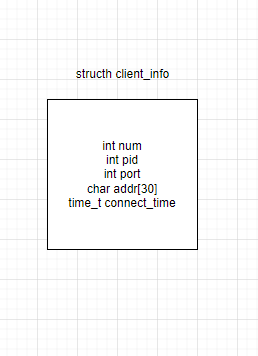 structh client_info
int num
int pid
int port
char addr[30]
time_t connect_time